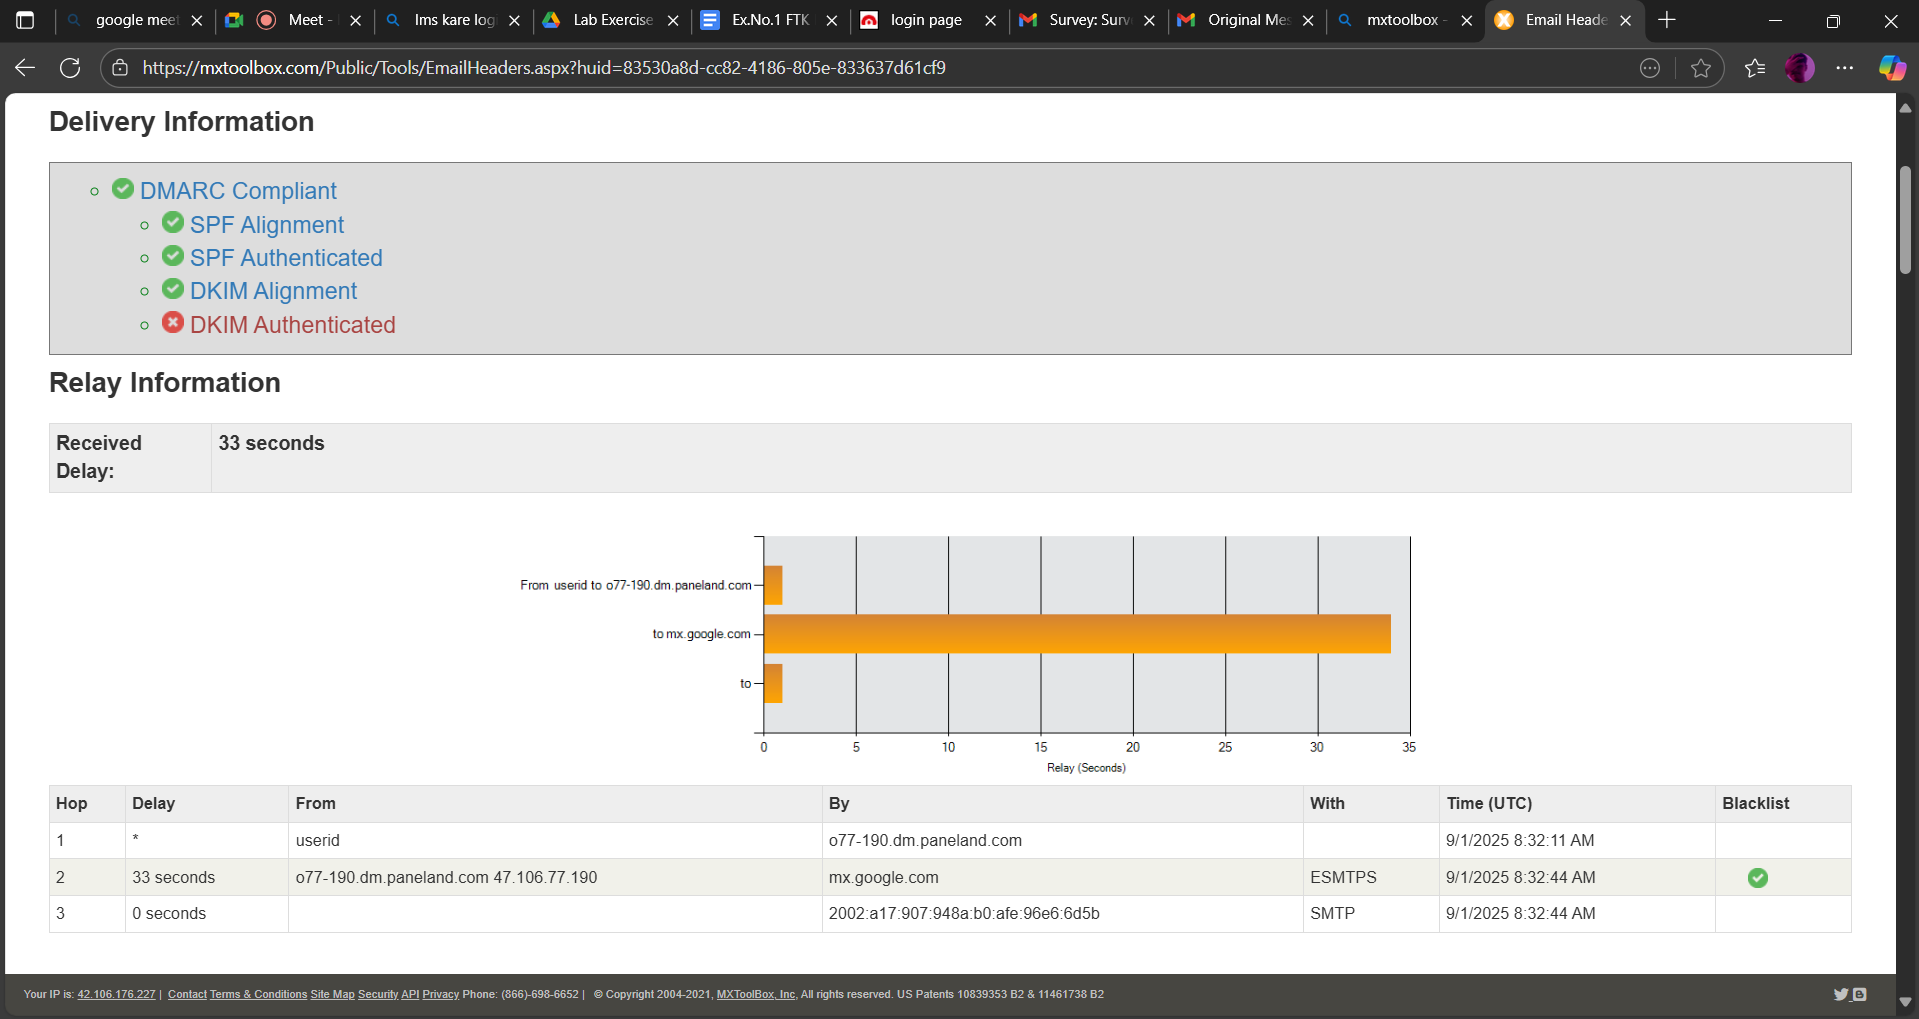 google meet
Meet -
lms kare logi
Lab Exercise
Ex.No.1 FTK
login page
Survey: Surv
Original Mes
mxtoolbox -
Email Heade
https://mxtoolbox.com/Public/Tools/EmailHeaders.aspx?huid=83530a8d-cc82-4186-805e-833637d61cf9
Delivery Information
DMARC Compliant
SPF Alignment
SPF Authenticated
DKIM Alignment
DKIM Authenticated
Relay Information
Received Delay: 33 seconds
From userid to o77-190.dm.paneland.com
to mx.google.com
to
0 5 10 15 20 25 30 35
Relay (Seconds)
Hop Delay From By With Time (UTC) Blacklist
1 * userid o77-190.dm.paneland.com 9/1/2025 8:32:11 AM
2 33 seconds o77-190.dm.paneland.com 47.106.77.190 mx.google.com ESMTPS 9/1/2025 8:32:44 AM
3 0 seconds 2002:a17:907:948a:b0:afe:96e6:6d5b SMTP 9/1/2025 8:32:44 AM
Your IP is: 42.106.176.227 | Contact Terms & Conditions Site Map Security API Privacy Phone: (866)-698-6652 | © Copyright 2004-2021, MXToolBox, Inc, All rights reserved. US Patents 10839353 B2 & 11461738 B2